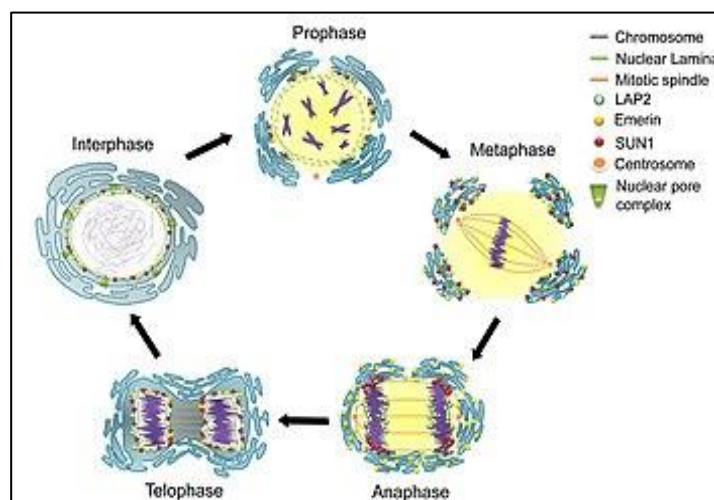 Prophase
Chromosome
Nuclear Lamina
Mitotic spindle
LAP2
Emerin
SUN1
Centrosome
Nuclear pore
complex
Interphase
Metaphase
Telophase
Anaphase